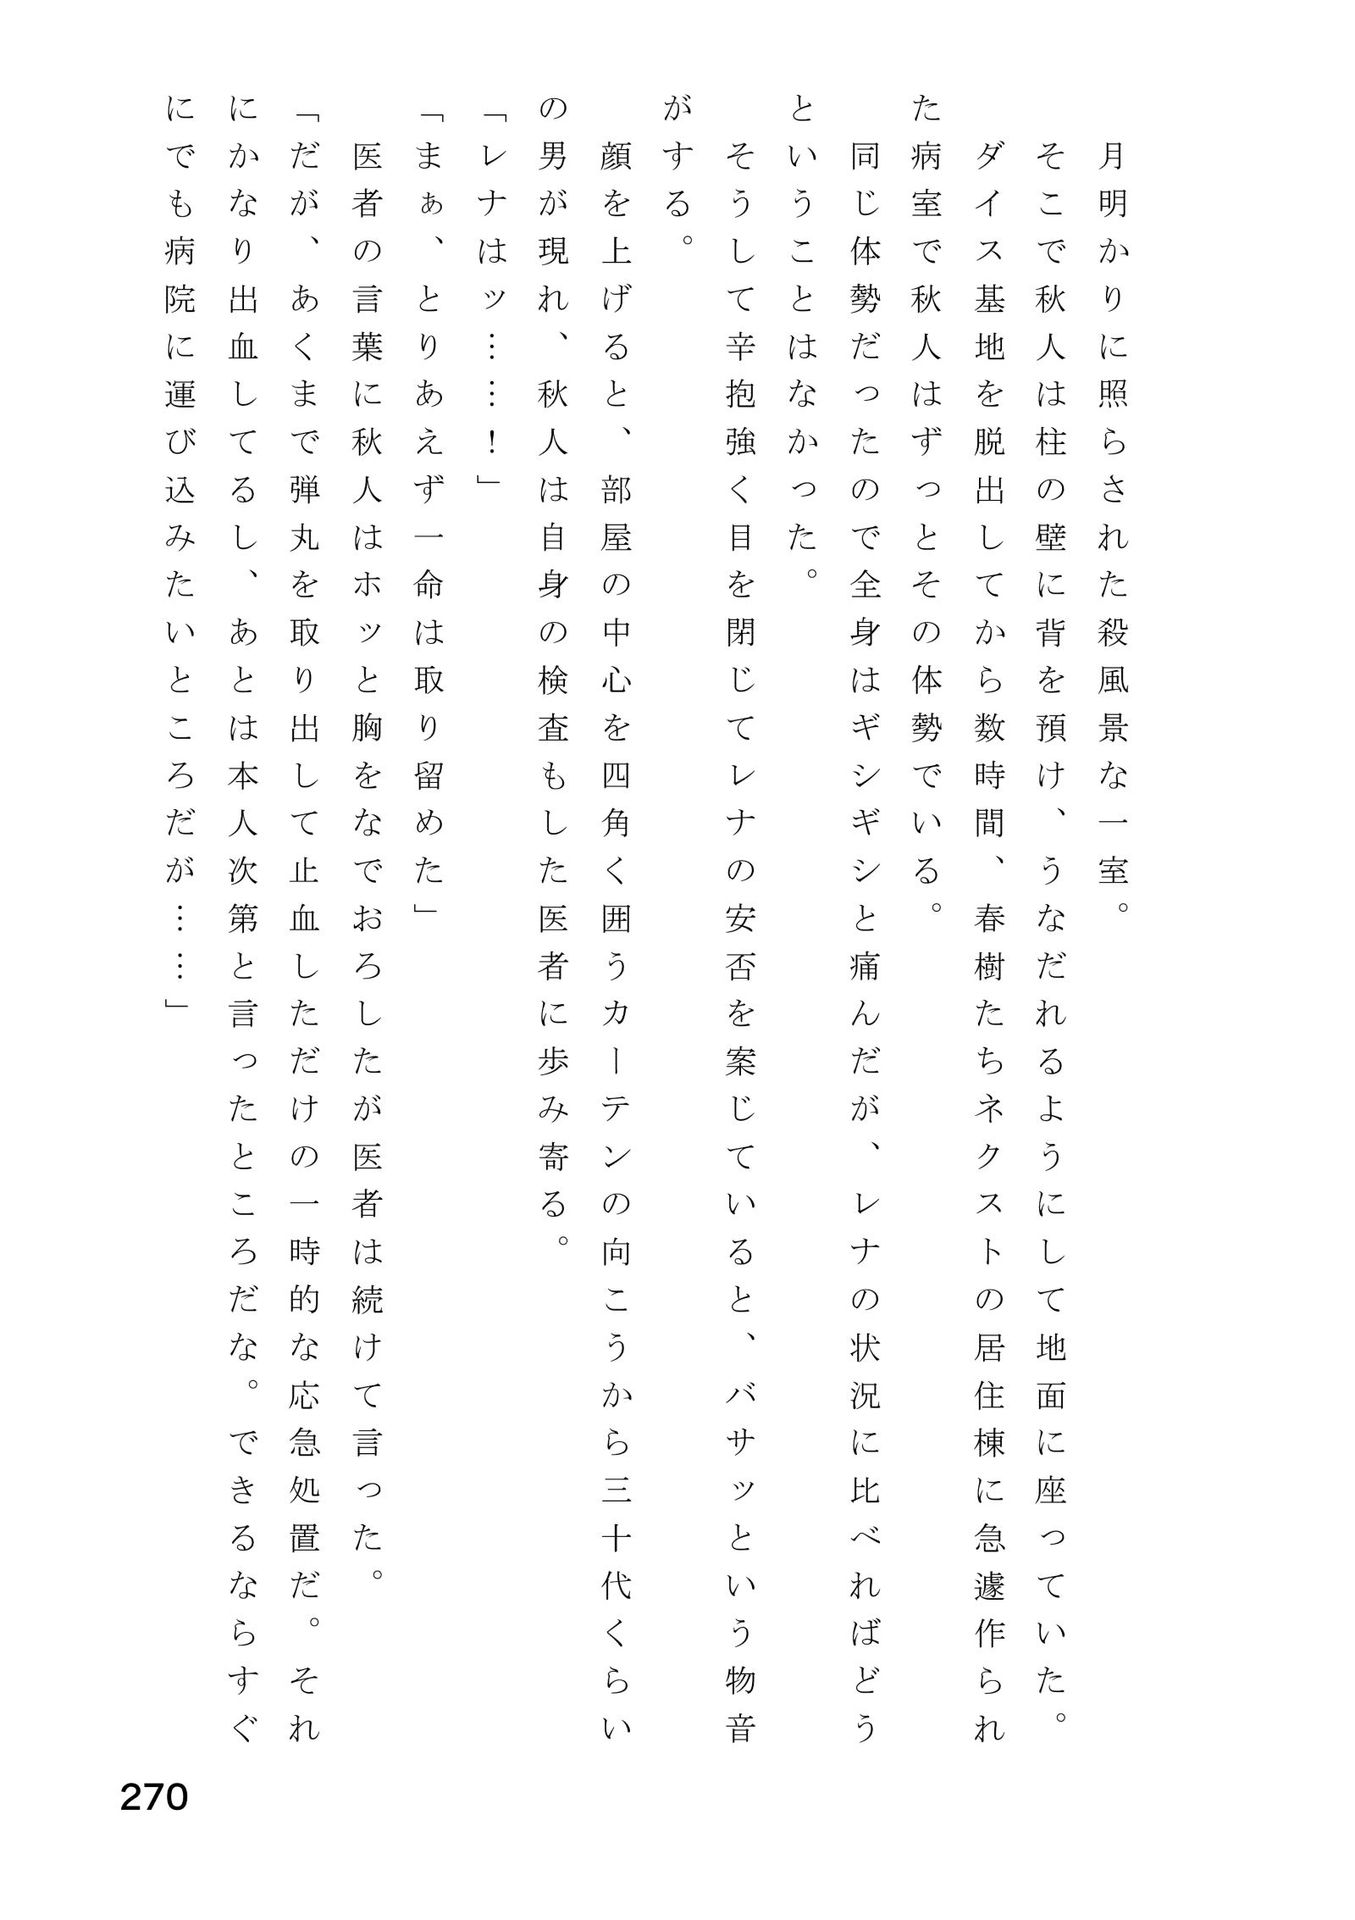 月明かりに照らされた殺風景な一室。
　そこで秋人は柱の壁に背を預け、うなだれるようにして地面に座っていた。
　ダイス基地を脱出してから数時間、春樹たちネクストの居住棟に急遽作られ
た病室で秋人はずっとその体勢でいる。
　同じ体勢だったので全身はギシギシと痛んだが、レナの状況に比べればどう
ということはなかった。
　そうして辛抱強く目を閉じてレナの安否を案じていると、バサッという物音
がする。
　顔を上げると、部屋の中心を四角く囲うカーテンの向こうから三十代くらい
の男が現れ、秋人は自身の検査もした医者に歩み寄る。
「レナはッ……！」
「まぁ、とりあえず一命は取り留めた」
　医者の言葉に秋人はホッと胸をなでおろしたが医者は続けて言った。
「だが、あくまで弾丸を取り出して止血しただけの一時的な応急処置だ。それ
にかなり出血してるし、あとは本人次第と言ったところだな。できるならすぐ
にでも病院に運び込みたいところだが……」
270